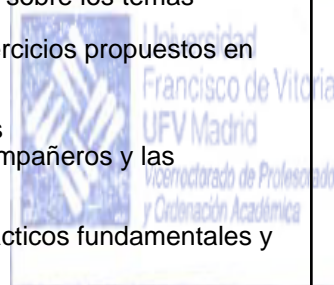 sobre los temas
rcicios propuestos en
Universidad
Francisco de Vitoria
UFV Madrid
s
mpañeros y las
Vicerrectorado de Profesorado
y Ordenación Académica
cticos fundamentales y